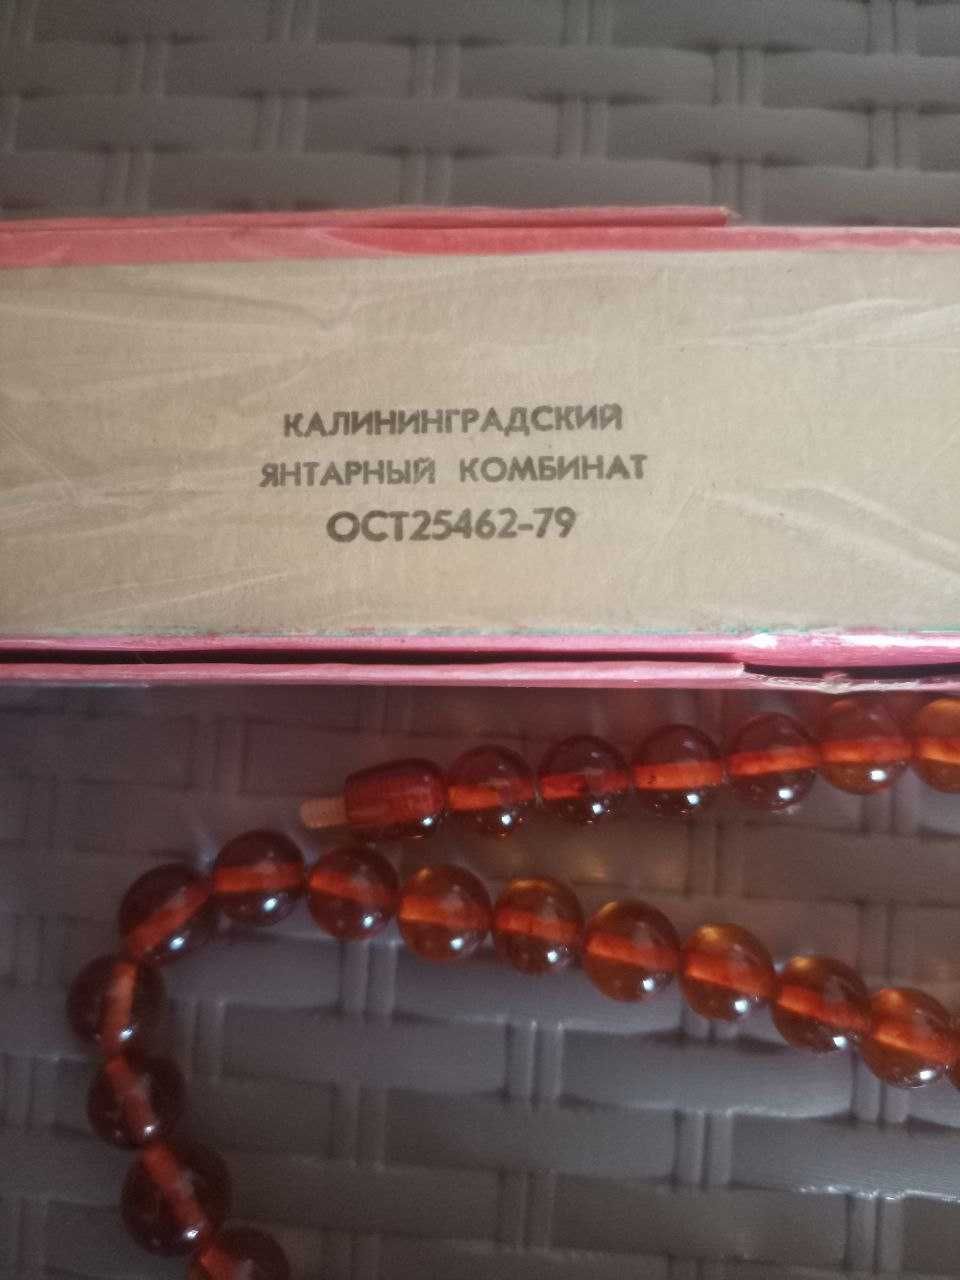 КАЛИНИНГРАДСКИЙ
ЯНТАРНЫЙ КОМБИНАТ
ОСТ25462-79